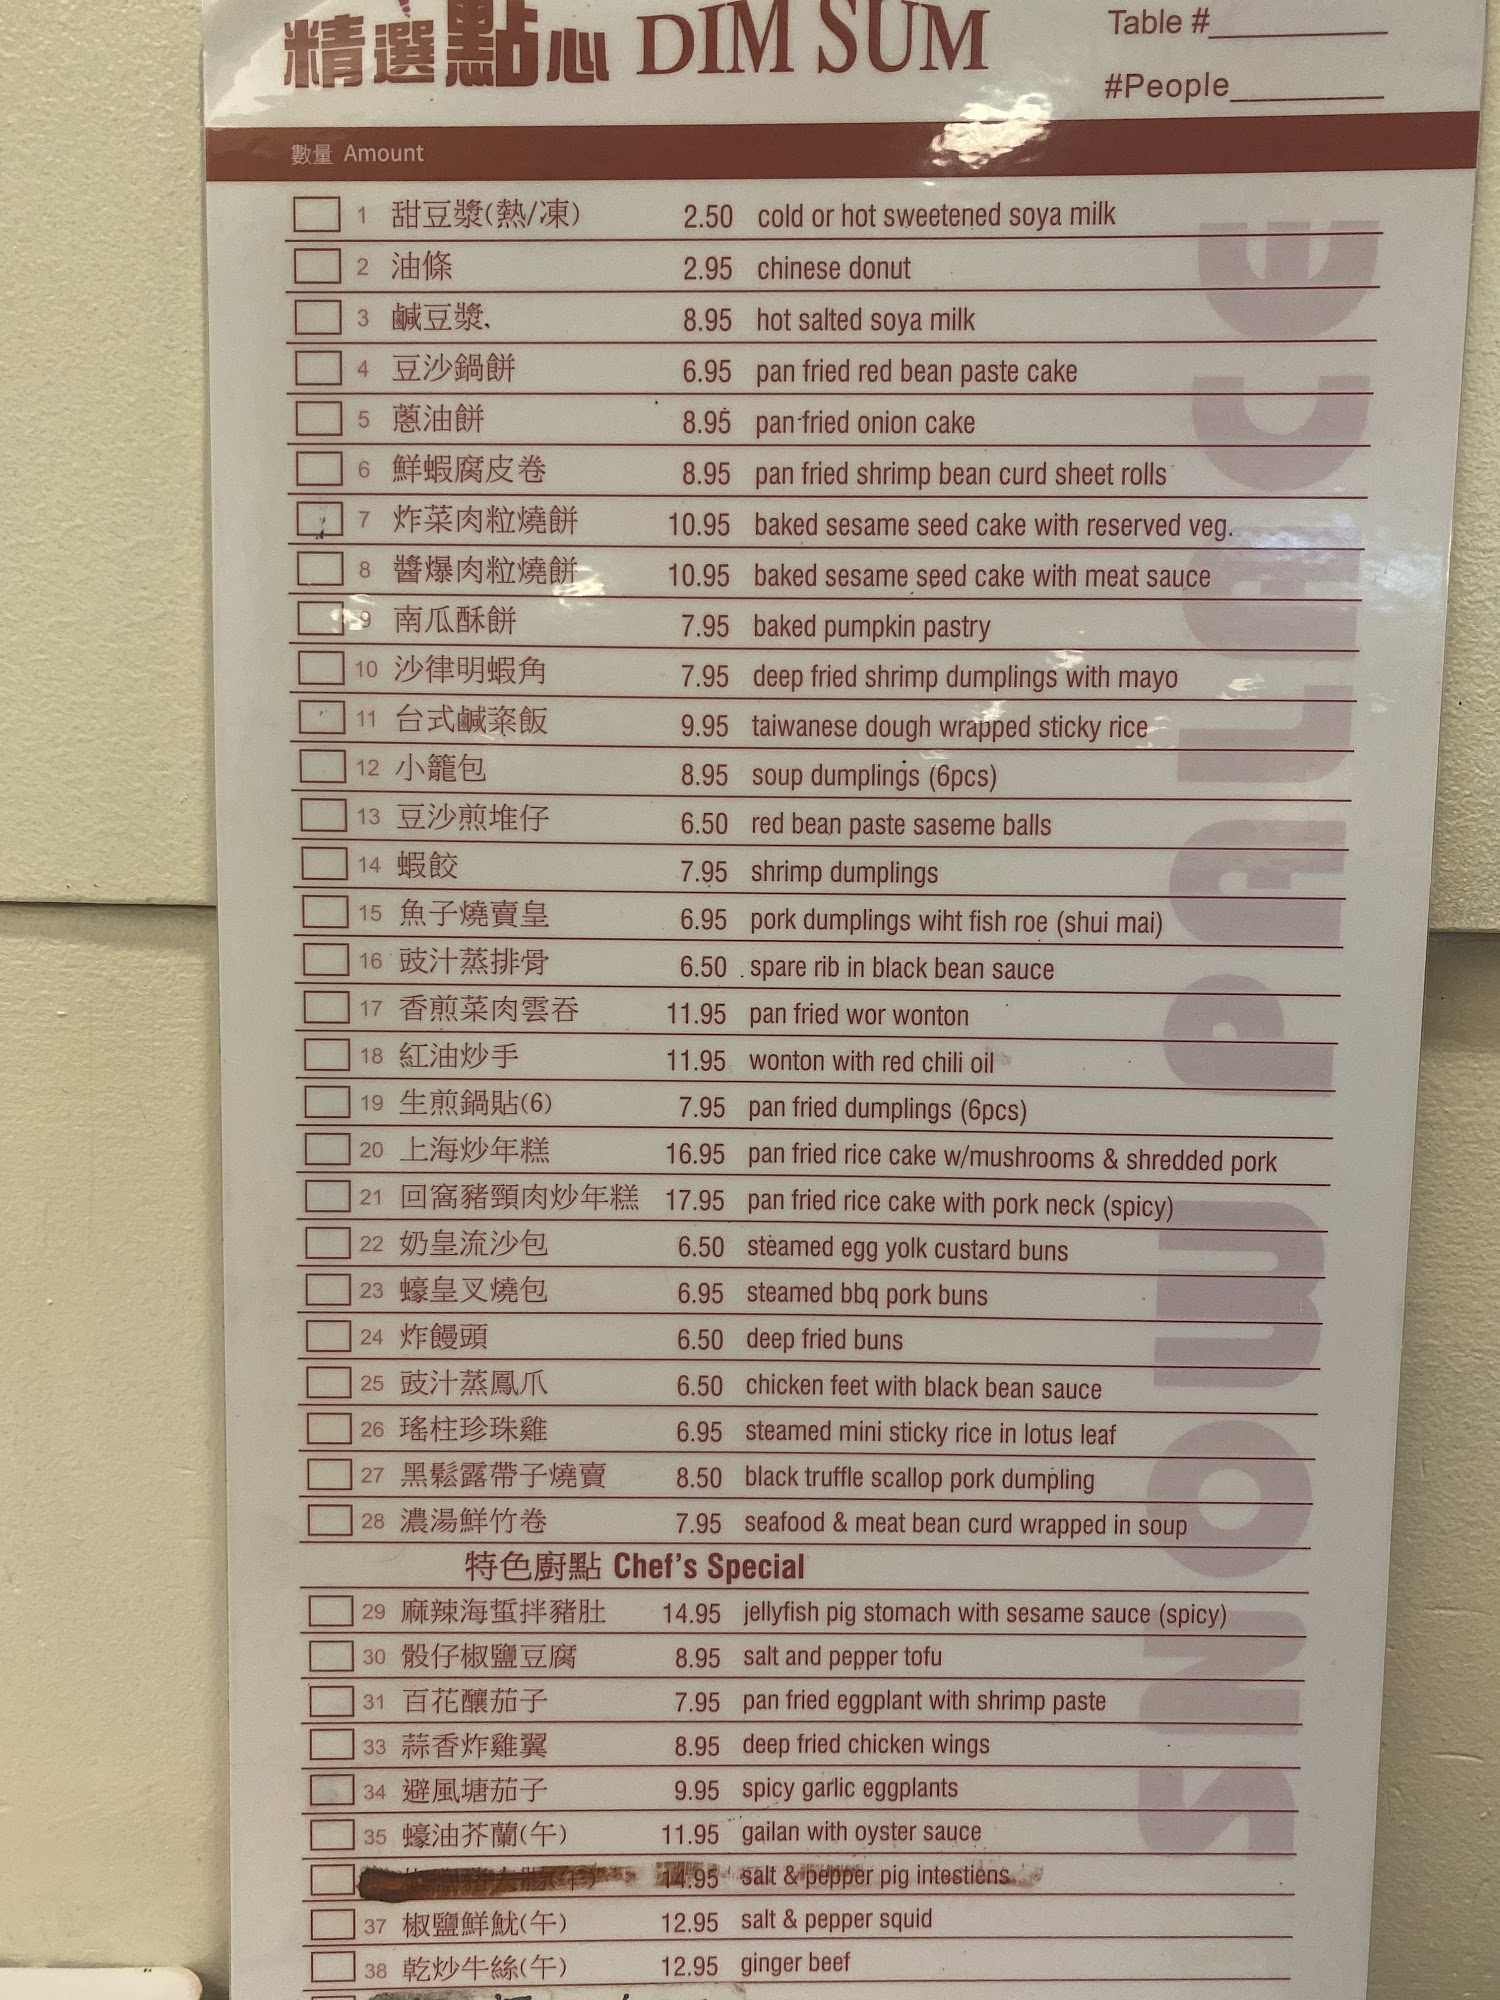 精選點心 DIM SUM
Table #
#People
數量 Amount
1 甜豆漿(熱/凍) 2.50 cold or hot sweetened soya milk
2 油條 2.95 chinese donut
3 鹹豆漿. 8.95 hot salted soya milk
4 豆沙鍋餅 6.95 pan fried red bean paste cake
5 蔥油餅 8.95 pan fried onion cake
6 鮮蝦腐皮卷 8.95 pan fried shrimp bean curd sheet rolls
7 炸菜肉粒燒餅 10.95 baked sesame seed cake with reserved veg.
8 醬爆肉粒燒餅 10.95 baked sesame seed cake with meat sauce
9 南瓜酥餅 7.95 baked pumpkin pastry
10 沙律明蝦角 7.95 deep fried shrimp dumplings with mayo
11 台式鹹粢飯 9.95 taiwanese dough wrapped sticky rice
12 小籠包 8.95 soup dumplings (6pcs)
13 豆沙煎堆仔 6.50 red bean paste saseme balls
14 蝦餃 7.95 shrimp dumplings
15 魚子燒賣皇 6.95 pork dumplings wiht fish roe (shui mai)
16 豉汁蒸排骨 6.50 spare rib in black bean sauce
17 香煎菜肉雲吞 11.95 pan fried wor wonton
18 紅油炒手 11.95 wonton with red chili oil
19 生煎鍋貼(6) 7.95 pan fried dumplings (6pcs)
20 上海炒年糕 16.95 pan fried rice cake w/mushrooms & shredded pork
21 回窩豬頸肉炒年糕 17.95 pan fried rice cake with pork neck (spicy)
22 奶皇流沙包 6.50 steamed egg yolk custard buns
23 蠔皇叉燒包 6.95 steamed bbq pork buns
24 炸饅頭 6.50 deep fried buns
25 豉汁蒸鳳爪 6.50 chicken feet with black bean sauce
26 瑤柱珍珠雞 6.95 steamed mini sticky rice in lotus leaf
27 黑鬆露帶子燒賣 8.50 black truffle scallop pork dumpling
28 濃湯鮮竹卷 7.95 seafood & meat bean curd wrapped in soup
特色廚點 Chef's Special
29 麻辣海蜇拌豬肚 14.95 jellyfish pig stomach with sesame sauce (spicy)
30 骰仔椒鹽豆腐 8.95 salt and pepper tofu
31 百花釀茄子 7.95 pan fried eggplant with shrimp paste
33 蒜香炸雞翼 8.95 deep fried chicken wings
34 避風塘茄子 9.95 spicy garlic eggplants
35 蠔油芥蘭(午) 11.95 gailan with oyster sauce
14.95 salt & pepper pig intestiens
37 椒鹽鮮魷(午) 12.95 salt & pepper squid
38 乾炒牛絲(午) 12.95 ginger beef
SNOW PALACE